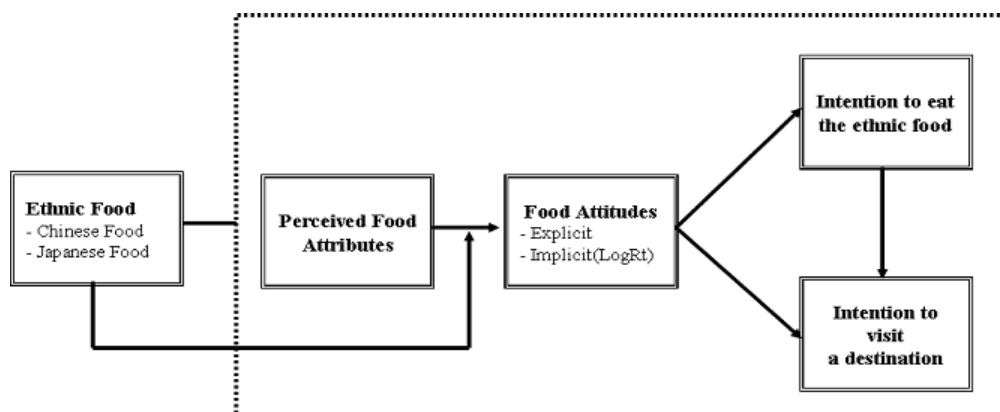 Ethnic Food
- Chinese Food
- Japanese Food
Perceived Food
Attributes
Food Attitudes
- Explicit
- Implicit(LogRt)
Intention to eat
the ethnic food
Intention to
visit
a destination